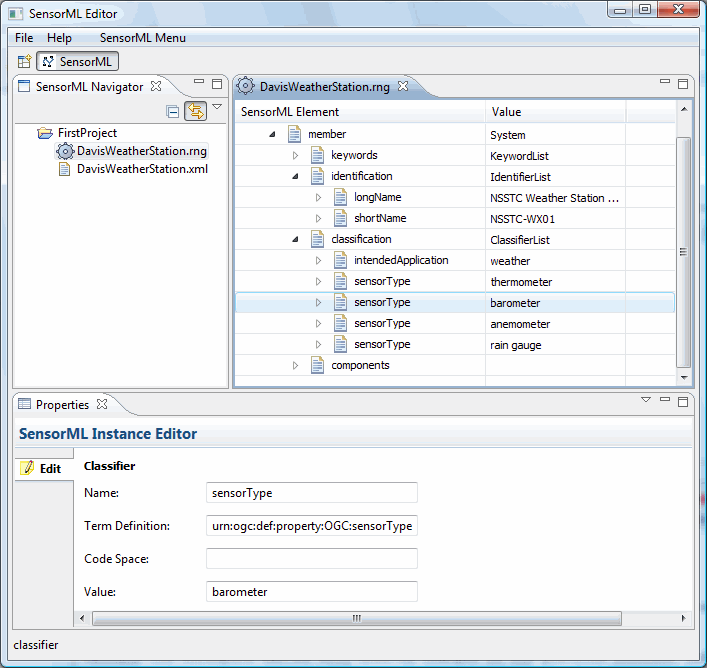 SensorML Editor
File Help SensorML Menu
SensorML
SensorML Navigator
FirstProject
DavisWeatherStation.rng
DavisWeatherStation.xml
DavisWeatherStation.rng
SensorML Element Value
member System
keywords KeywordList
identification IdentifierList
longName NSSTC Weather Station ...
shortName NSSTC-WX01
classification ClassifierList
intendedApplication weather
sensorType thermometer
sensorType barometer
sensorType anemometer
sensorType rain gauge
components
Properties
SensorML Instance Editor
Edit
Classifier
Name: sensorType
Term Definition: urn:ogc:def:property:OGC:sensorType
Code Space:
Value: barometer
classifier